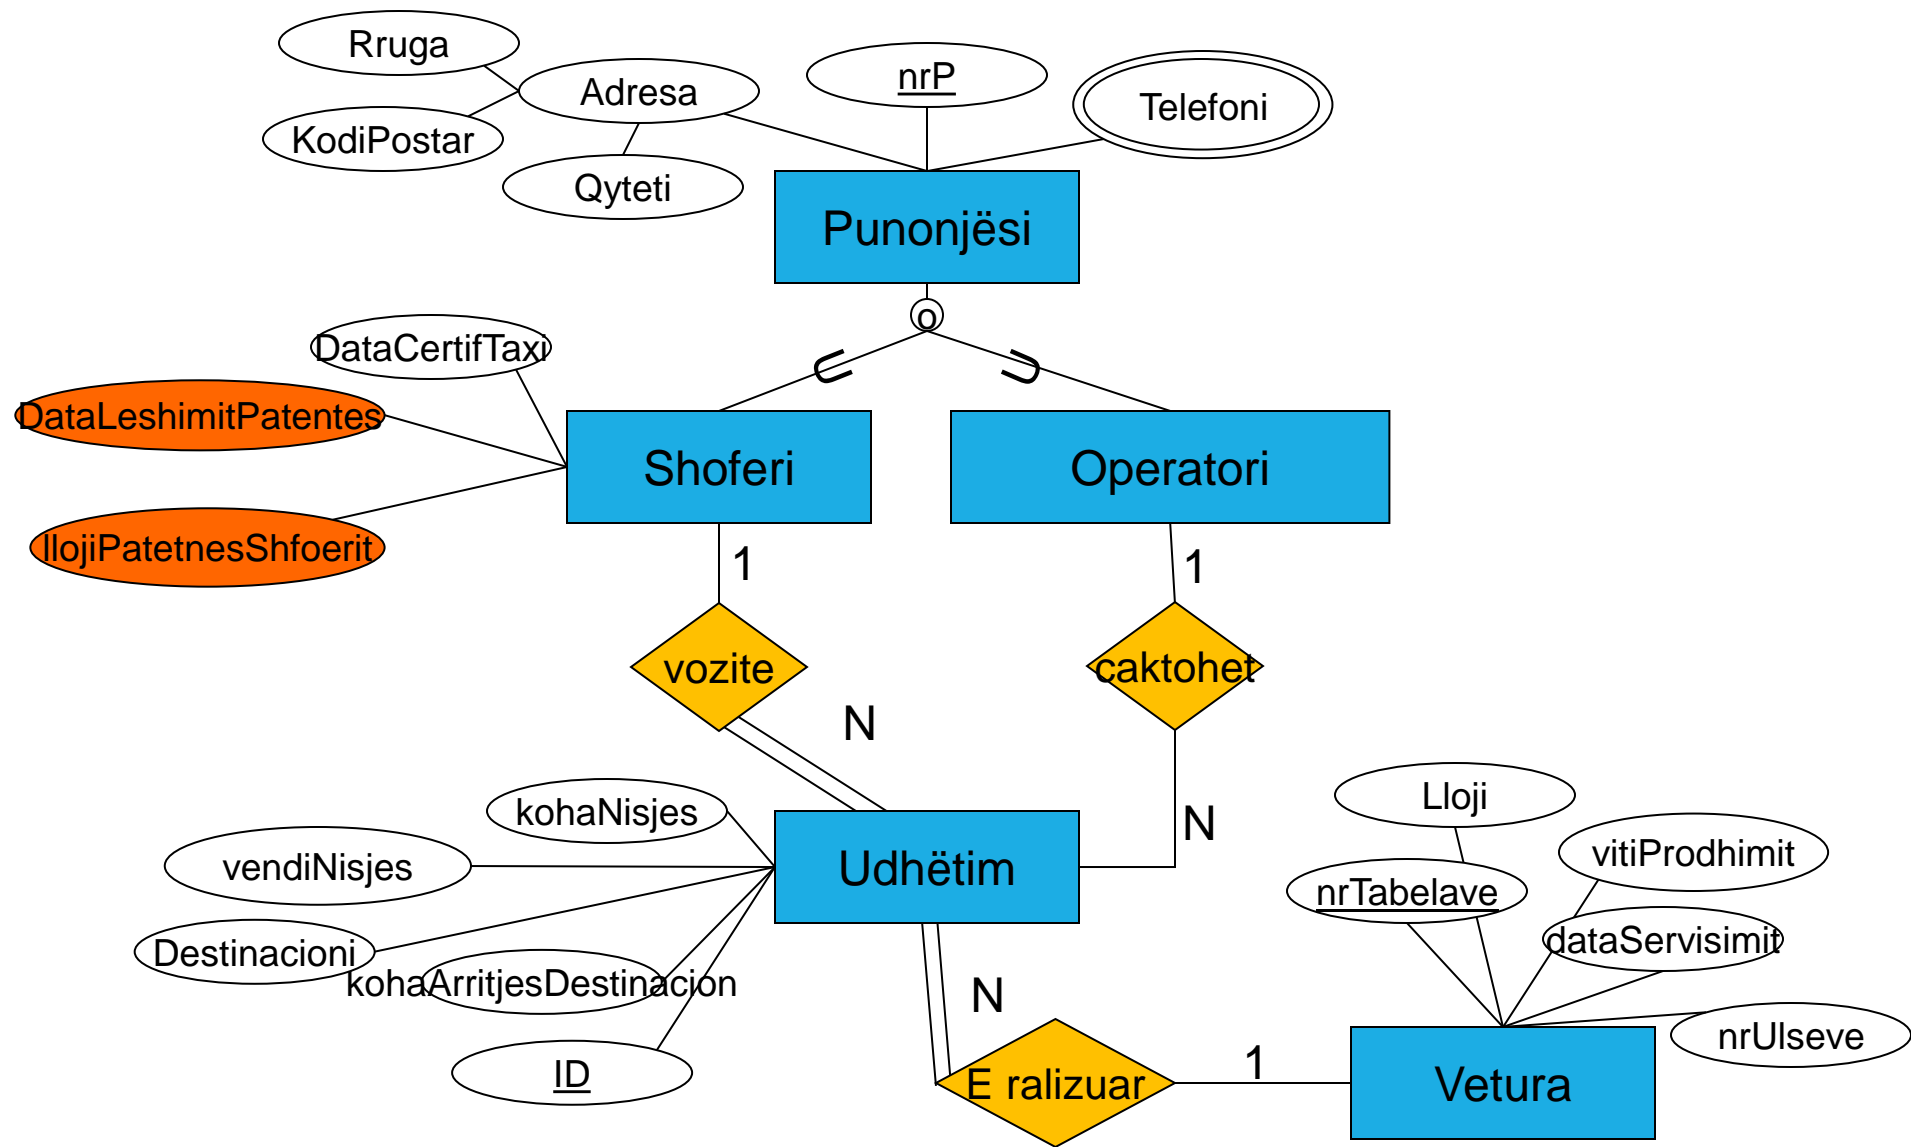 Rruga
Adresa
nrP
Telefoni
KodiPostar
Qyteti
Punonjësi
o
DataCertifTaxi
DataLeshimitPatentes
Shoferi
Operatori
llojiPatetnesShfoerit
1
1
vozite
caktohet
N
N
kohaNisjes
vendiNisjes
Udhëtim
Destinacioni
kohaArritjesDestinacion
ID
Lloji
vitiProdhimit
nrTabelave
dataServisimit
nrUlseve
N
E ralizuar
1
Vetura